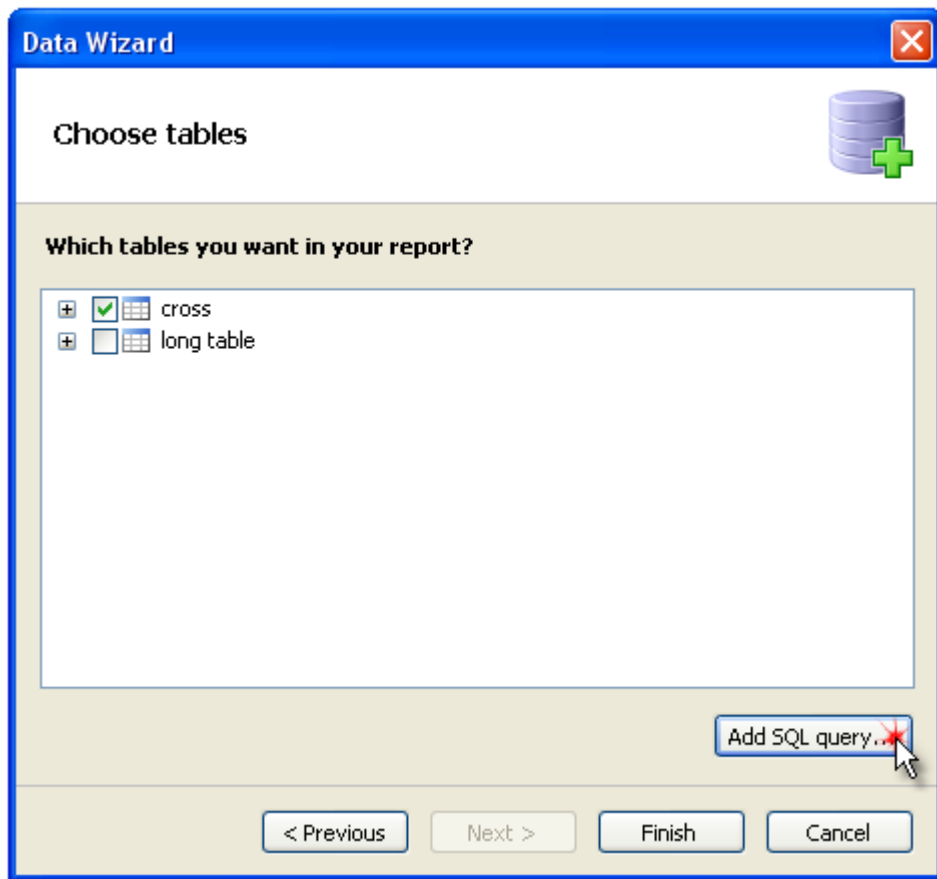 Data Wizard
Choose tables
Which tables you want in your report?
cross
long table
Add SQL query...
< Previous Next > Finish Cancel